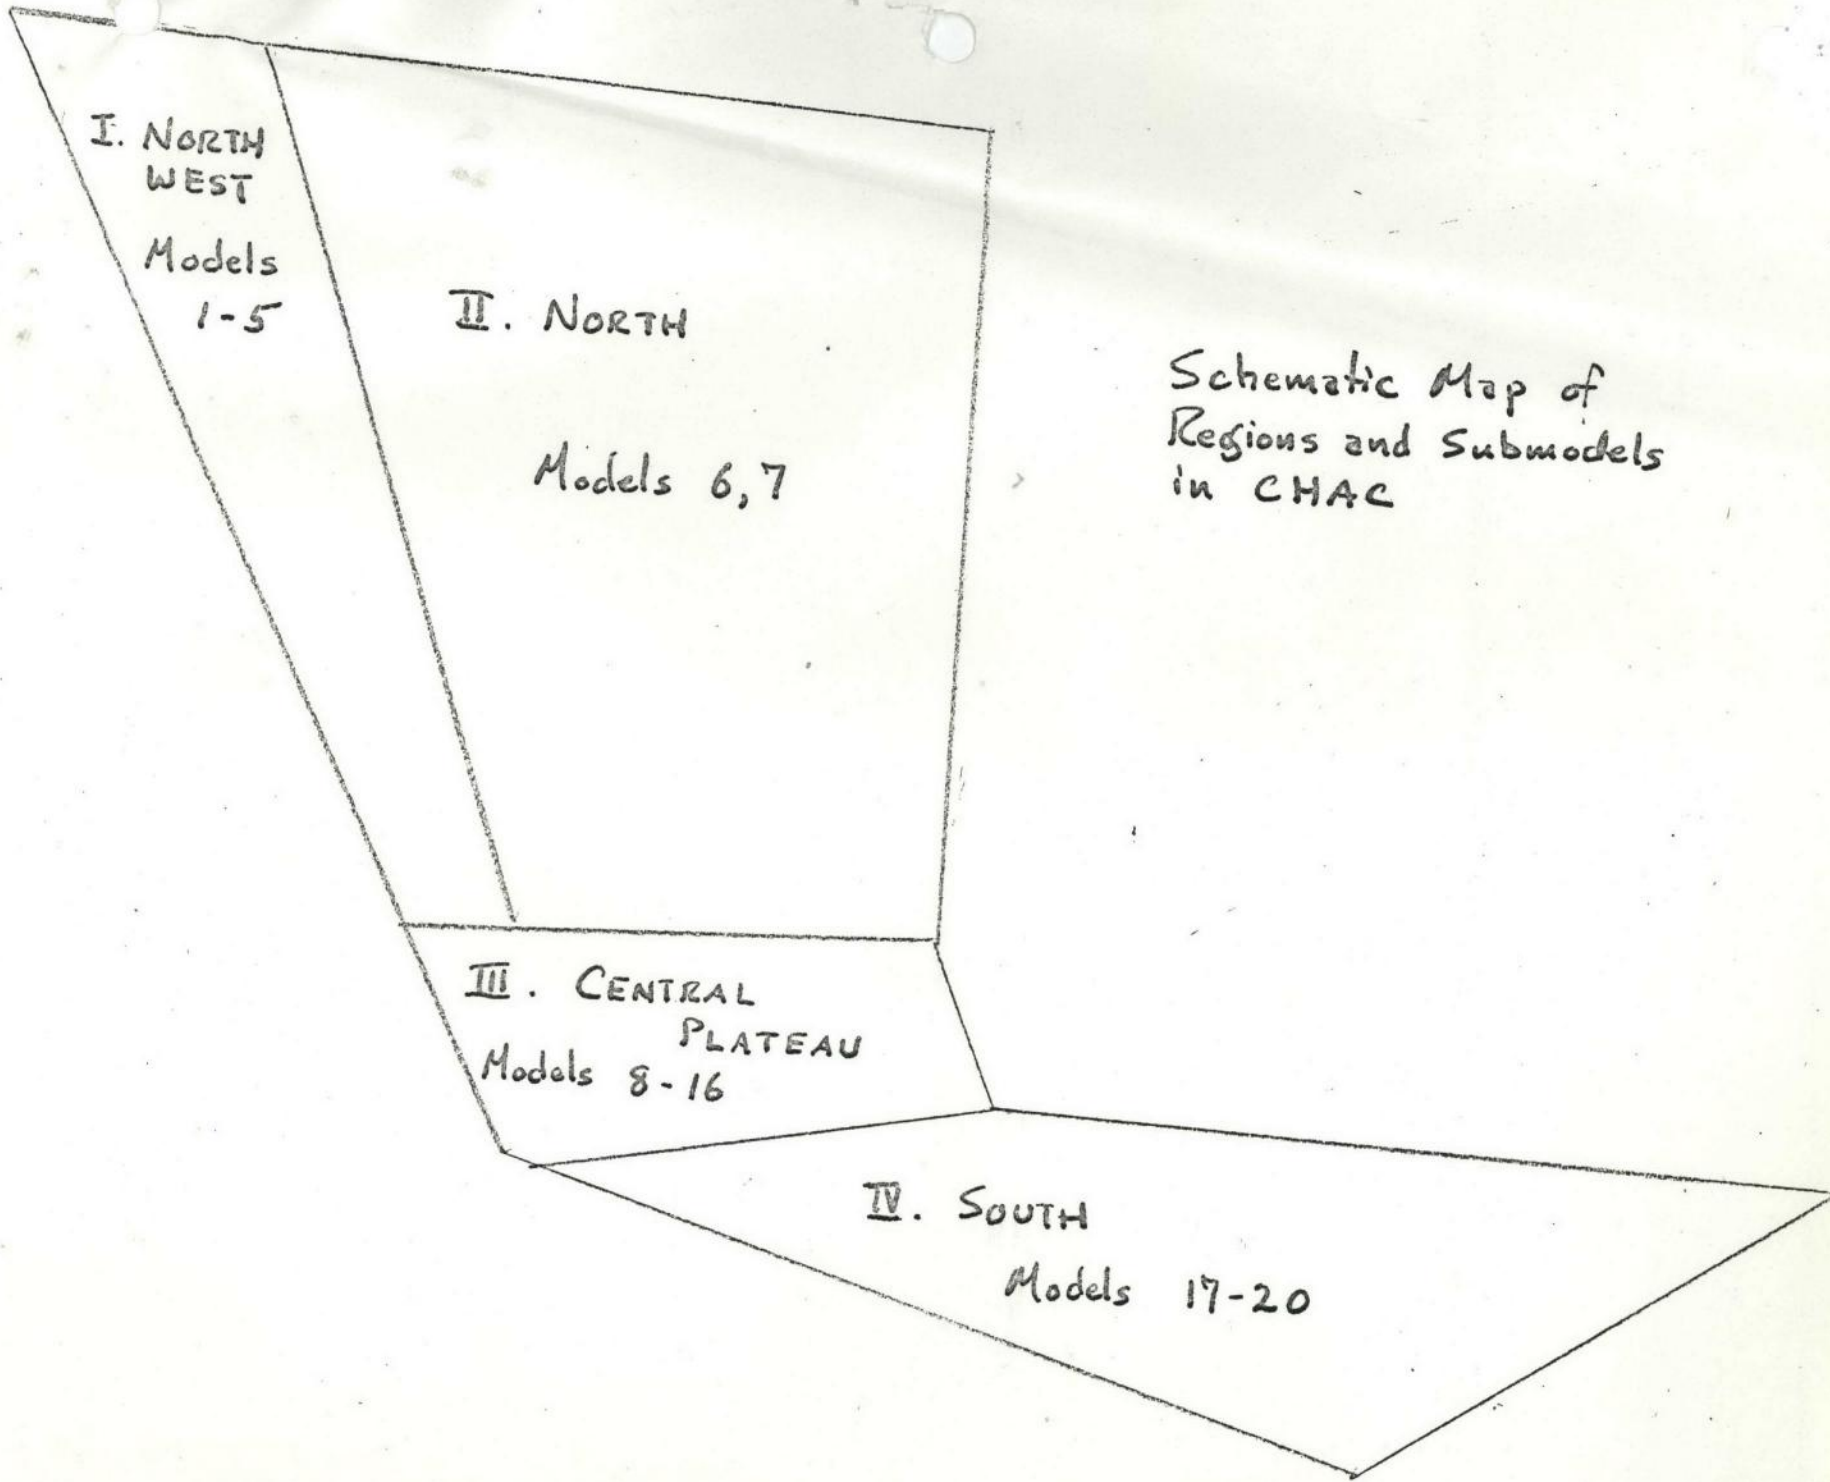 I. NORTH
WEST
Models
1-5
II. NORTH
Models 6,7
Schematic Map of
Regions and Submodels
in CHAC
III. CENTRAL
PLATEAU
Models 8-16
IV. SOUTH
Models 17-20